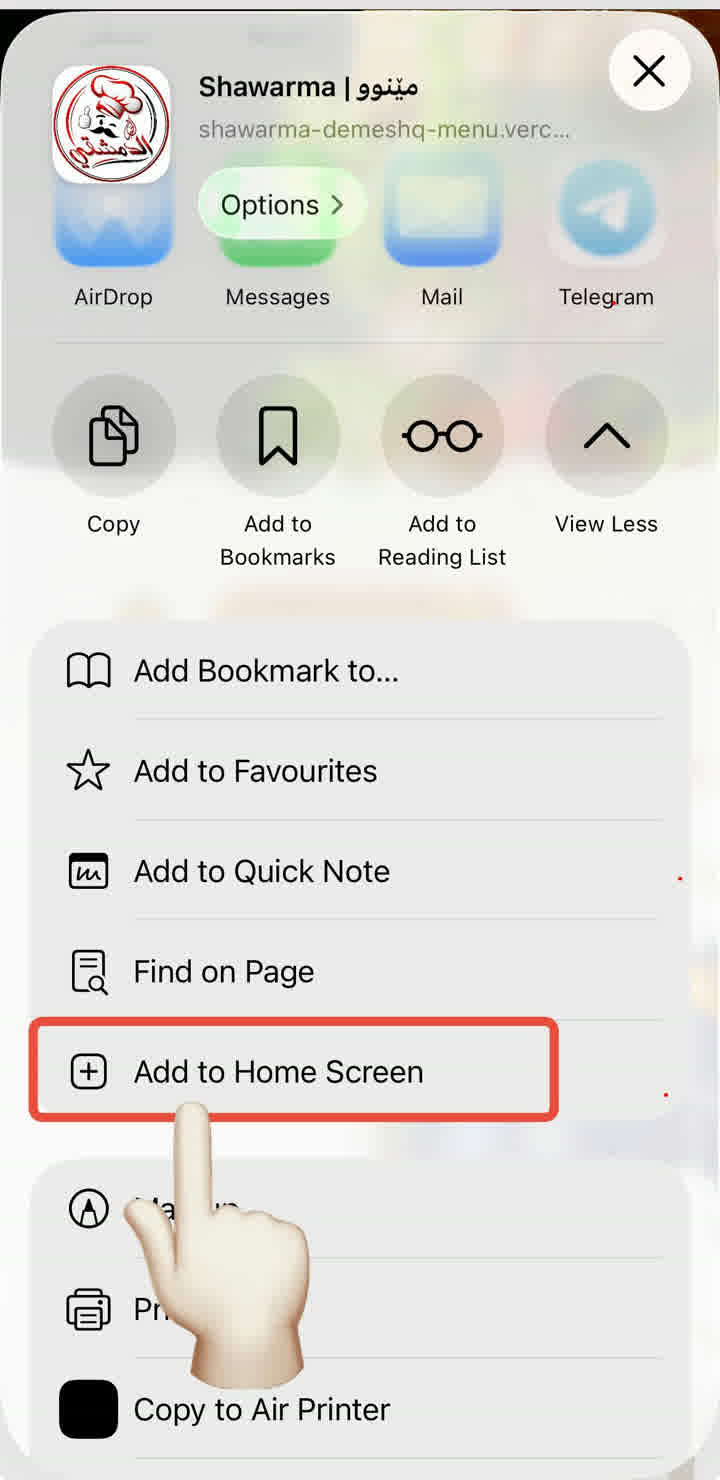 Shawarma | مێنوو
shawarma-demeshq-menu.verc...
الدمشقي
Options
AirDrop
Messages
Mail
Telegram
Copy
Add to
Bookmarks
Add to
Reading List
View Less
Add Bookmark to...
Add to Favourites
Add to Quick Note
Find on Page
Add to Home Screen
Copy to Air Printer